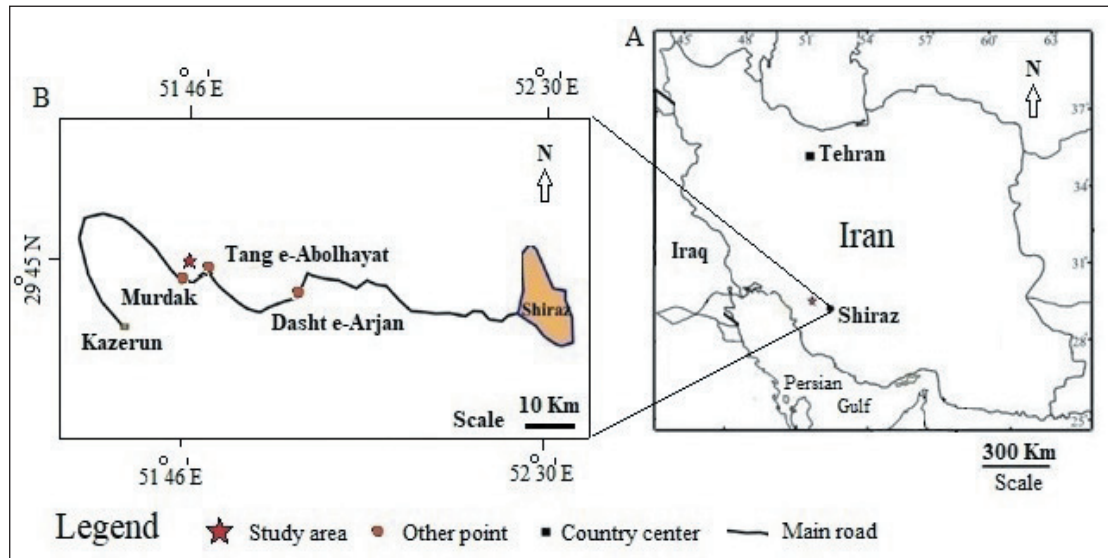 B
51° 46' E
52° 30' E
29° 45' N
N
Tang e-Abolhayat
Murdak
Dasht e-Arjan
Shiraz
Kazerun
Scale
10 Km
51° 46' E
52° 30' E
A
45
48
51
54
57
60
63
N
37
34
31
28
25
Tehran
Iran
Iraq
Shiraz
Persian
Gulf
300 Km
Scale
Legend
Study area
Other point
Country center
Main road